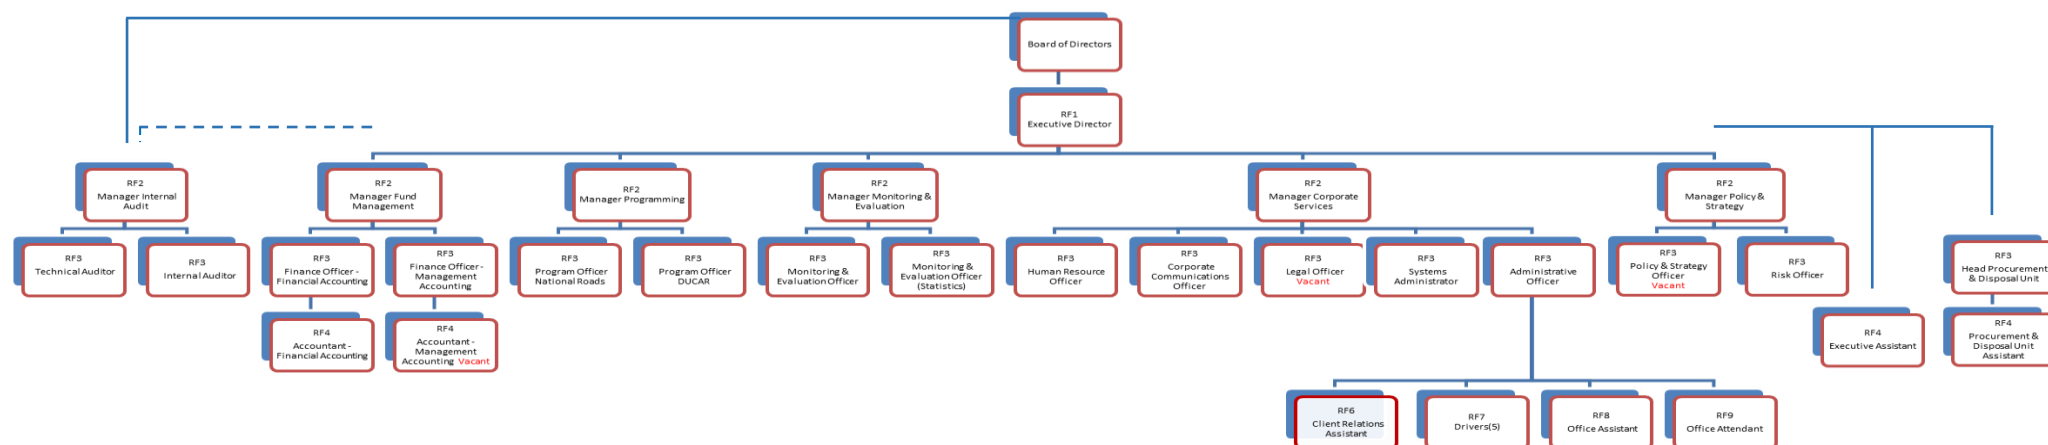 Board of Directors
RF1
Executive Director
RF2
Manager Internal
Audit
RF2
Manager Fund
Management
RF2
Manager Programming
RF2
Manager Monitoring &
Evaluation
RF2
Manager Corporate
Services
RF2
Manager Policy &
Strategy
RF3
Technical Auditor
RF3
Internal Auditor
RF3
Finance Officer -
Financial Accounting
RF3
Finance Officer -
Management
Accounting
RF3
Program Officer
National Roads
RF3
Program Officer
DUCAR
RF3
Monitoring &
Evaluation Officer
RF3
Monitoring &
Evaluation Officer
(Statistics)
RF3
Human Resource
Officer
RF3
Corporate
Communications
Officer
RF3
Legal Officer
Vacant
RF3
Systems
Administrator
RF3
Administrative
Officer
RF3
Policy & Strategy
Officer
Vacant
RF3
Risk Officer
RF3
Head Procurement
& Disposal Unit
RF4
Accountant -
Financial Accounting
RF4
Accountant -
Management
Accounting Vacant
RF4
Executive Assistant
RF4
Procurement &
Disposal Unit
Assistant
RF6
Client Relations
Assistant
RF7
Drivers(5)
RF8
Office Assistant
RF9
Office Attendant